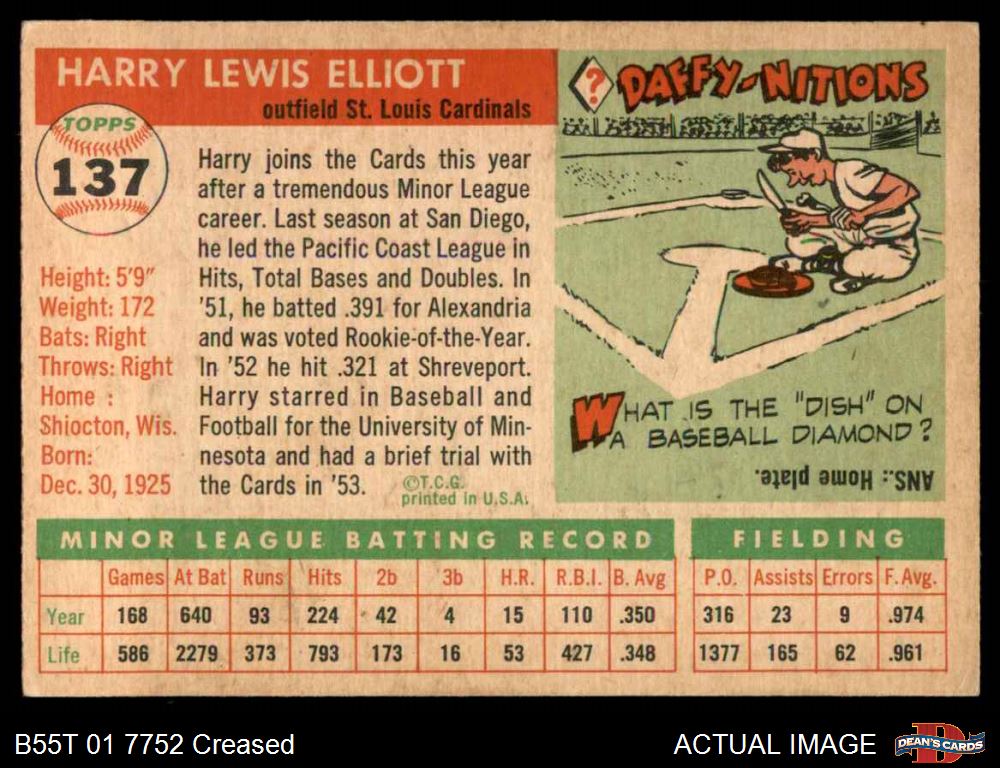 HARRY LEWIS ELLIOTT
outfield St. Louis Cardinals
TOPPS
137
Height: 5'9"
Weight: 172
Bats: Right
Throws: Right
Home :
Shiocton, Wis.
Born:
Dec. 30, 1925
Harry joins the Cards this year
after a tremendous Minor League
career. Last season at San Diego,
he led the Pacific Coast League in
Hits, Total Bases and Doubles. In
'51, he batted .391 for Alexandria
and was voted Rookie-of-the-Year.
In '52 he hit .321 at Shreveport.
Harry starred in Baseball and
Football for the University of Min-
nesota and had a brief trial with
the Cards in '53.
©T.C.G.
printed in U.S.A.
?
DAFFY-NITIONS
WHAT IS THE "DISH" ON
A BASEBALL DIAMOND?
ANS.: Home plate.
MINOR LEAGUE BATTING RECORD
Games At Bat Runs Hits 2b 3b H.R. R.B.I. B. Avg
Year 168 640 93 224 42 4 15 110 .350
Life 586 2279 373 793 173 16 53 427 .348
FIELDING
P.O. Assists Errors F. Avg.
316 23 9 .974
1377 165 62 .961
B55T 01 7752 Creased
ACTUAL IMAGE
D
DEAN'S CARDS